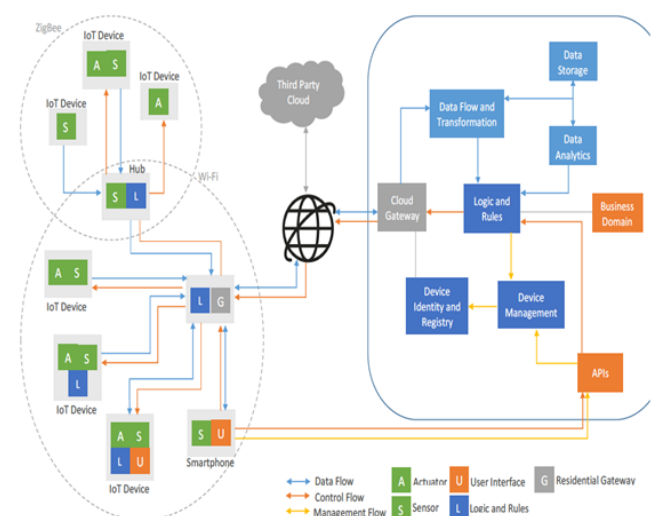 ZigBee
IoT Device
A S
IoT Device
A
IoT Device
S
Hub
S L
Wi-Fi
A S
IoT Device
L G
A S
L
IoT Device
A S
L U
IoT Device
S U
Smartphone
Third Party
Cloud
Data
Storage
Data Flow and
Transformation
Data
Analytics
Cloud
Gateway
Logic and
Rules
Business
Domain
Device
Identity and
Registry
Device
Management
APIs
Data Flow
Control Flow
Management Flow
A Actuator
S Sensor
U User Interface
L Logic and Rules
G Residential Gateway